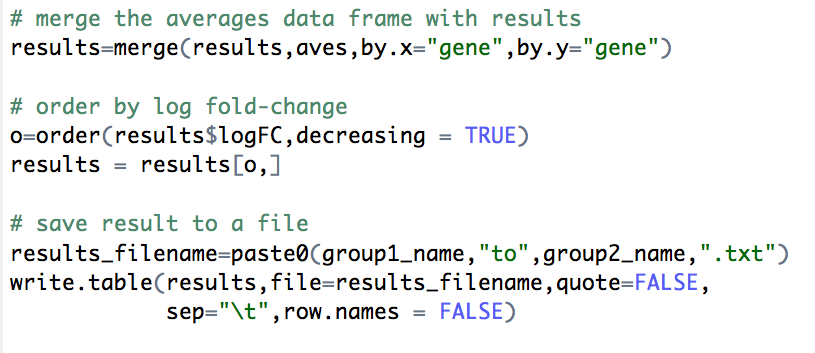 # merge the averages data frame with results
results=merge(results,aves,by.x="gene",by.y="gene")
# order by log fold-change
o=order(results$logFC,decreasing = TRUE)
results = results[o,]
# save result to a file
results_filename=paste0(group1_name,"to",group2_name,".txt")
write.table(results,file=results_filename,quote=FALSE,
            sep="\t",row.names = FALSE)